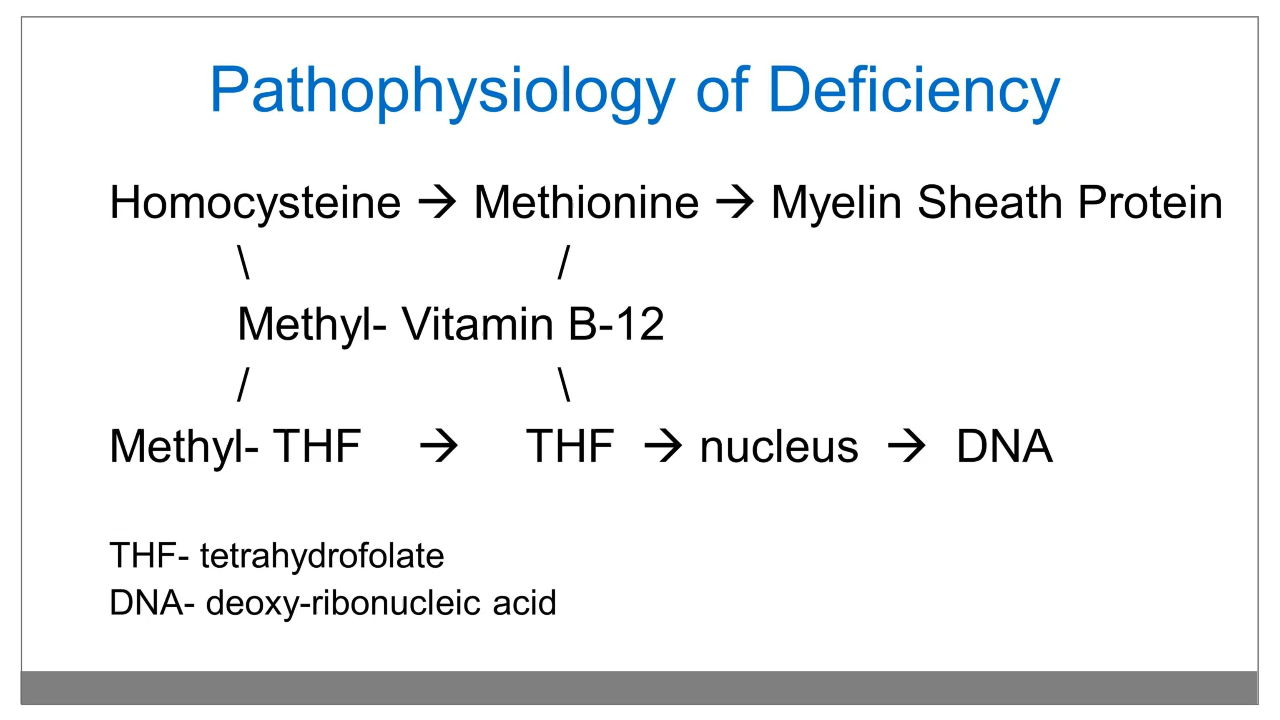 Pathophysiology of Deficiency
Homocysteine → Methionine → Myelin Sheath Protein
\ /
Methyl- Vitamin B-12
/ \
Methyl- THF → THF → nucleus → DNA
THF- tetrahydrofolate
DNA- deoxy-ribonucleic acid